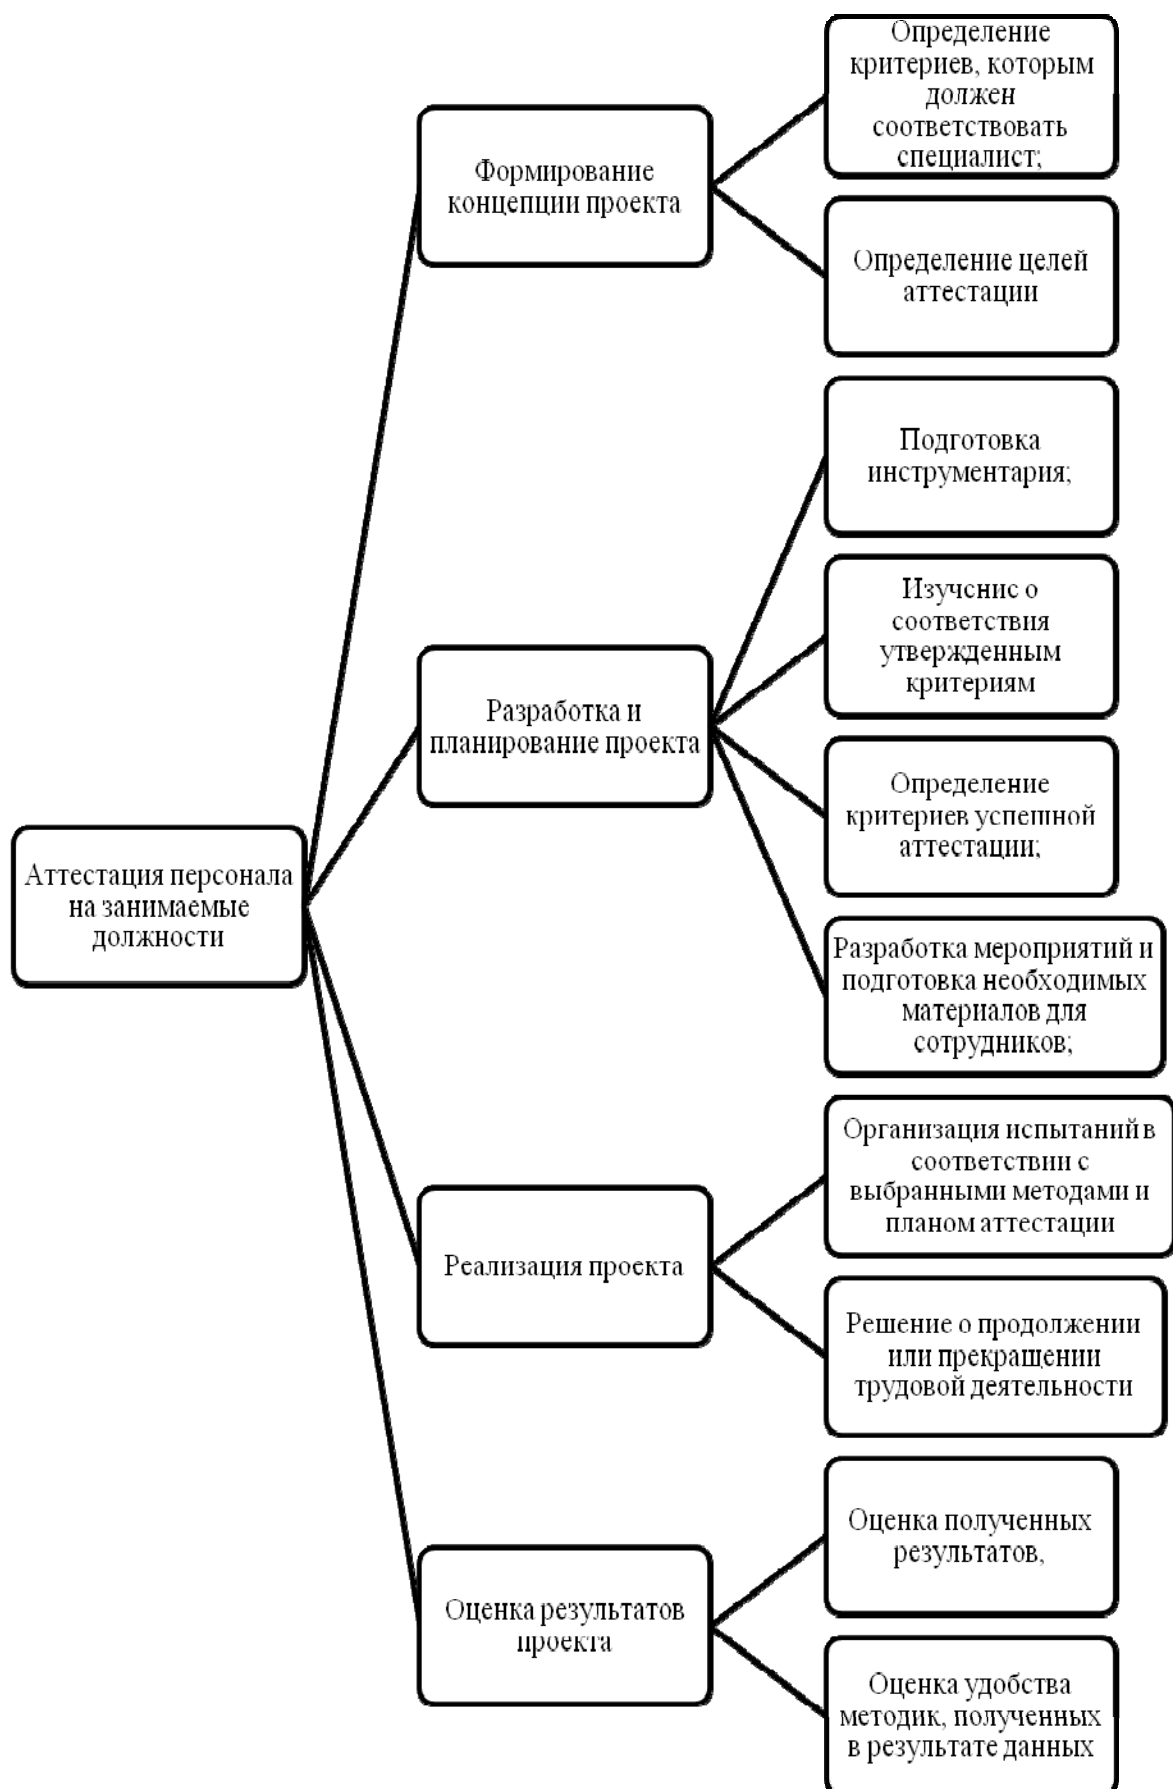 Определение
критериев, которым
должен
соответствовать
специалист;
Формирование
концепции проекта
Определение целей
аттестации
Подготовка
инструментария;
Изучение о
соответствия
утвержденным
критериям
Разработка и
планирование проекта
Определение
критериев успешной
аттестации;
Аттестация персонала
на занимаемые
должности
Разработка мероприятий и
подготовка необходимых
материалов для
сотрудников;
Организация испытаний в
соответствии с
выбранными методами и
планом аттестации
Реализация проекта
Решение о продолжении
или прекращении
трудовой деятельности
Оценка полученных
результатов,
Оценка результатов
проекта
Оценка удобства
методик, полученных
в результате данных